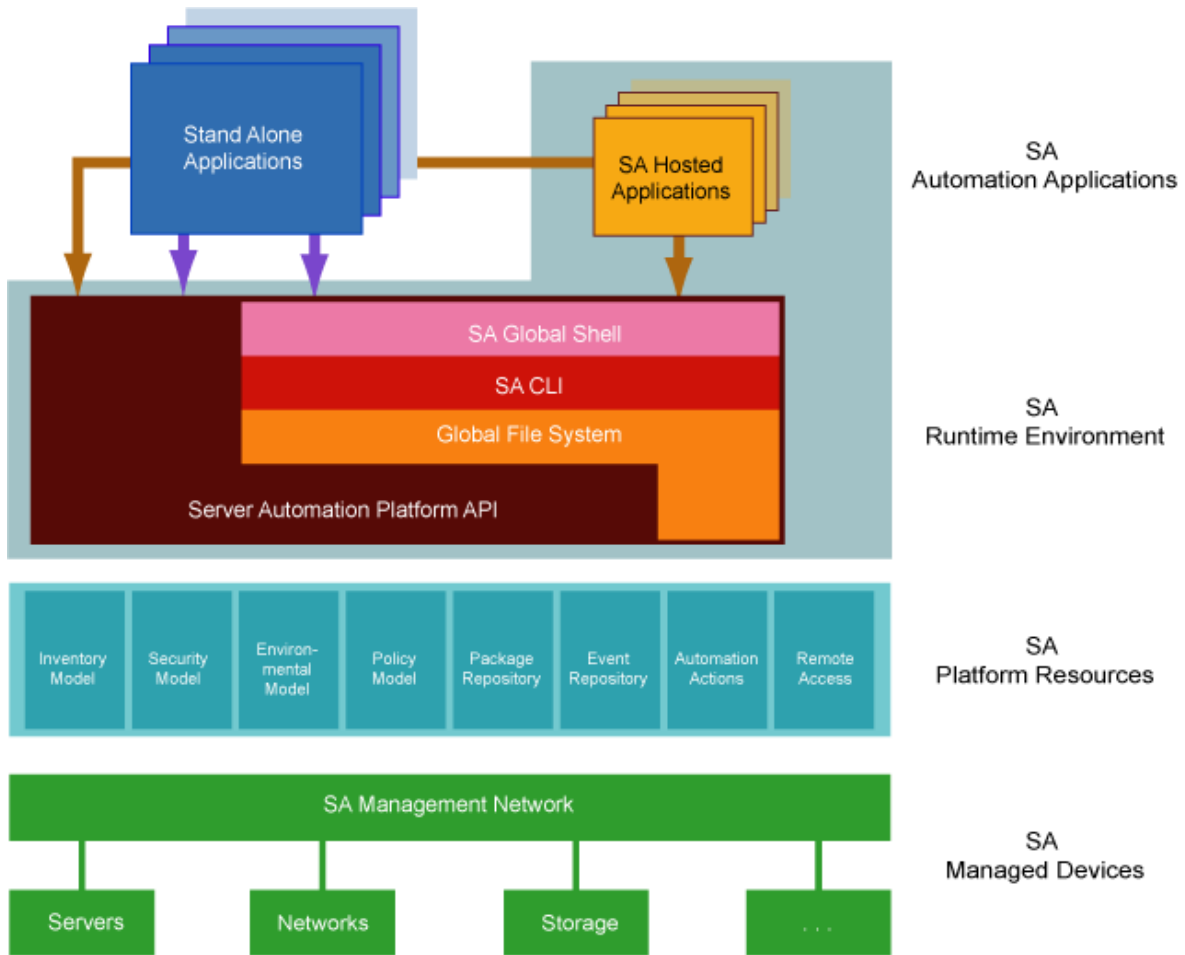 Stand Alone
Applications
SA Hosted
Applications
SA
Automation Applications
SA Global Shell
SA CLI
Global File System
Server Automation Platform API
SA
Runtime Environment
Inventory
Model
Security
Model
Environ-
mental
Model
Policy
Model
Package
Repository
Event
Repository
Automation
Actions
Remote
Access
SA
Platform Resources
SA Management Network
Servers
Networks
Storage
. . .
SA
Managed Devices